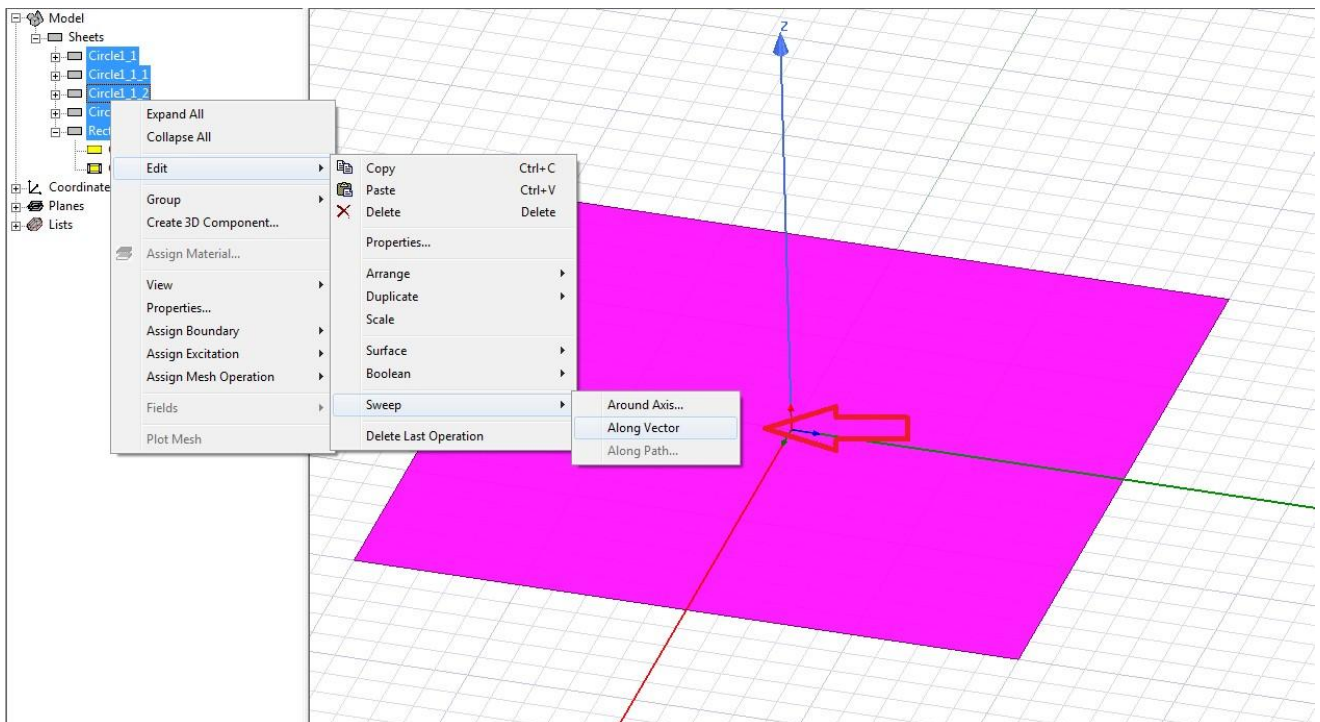 Model
Sheets
Circle1_1
Circle1_1_1
Circle1_1_2
Circ
Rect
Coordinate
Planes
Lists
Expand All
Collapse All
Edit
Group
Create 3D Component...
Assign Material...
View
Properties...
Assign Boundary
Assign Excitation
Assign Mesh Operation
Fields
Plot Mesh
Copy Ctrl+C
Paste Ctrl+V
Delete Delete
Properties...
Arrange
Duplicate
Scale
Surface
Boolean
Sweep
Delete Last Operation
Around Axis...
Along Vector
Along Path...
Z